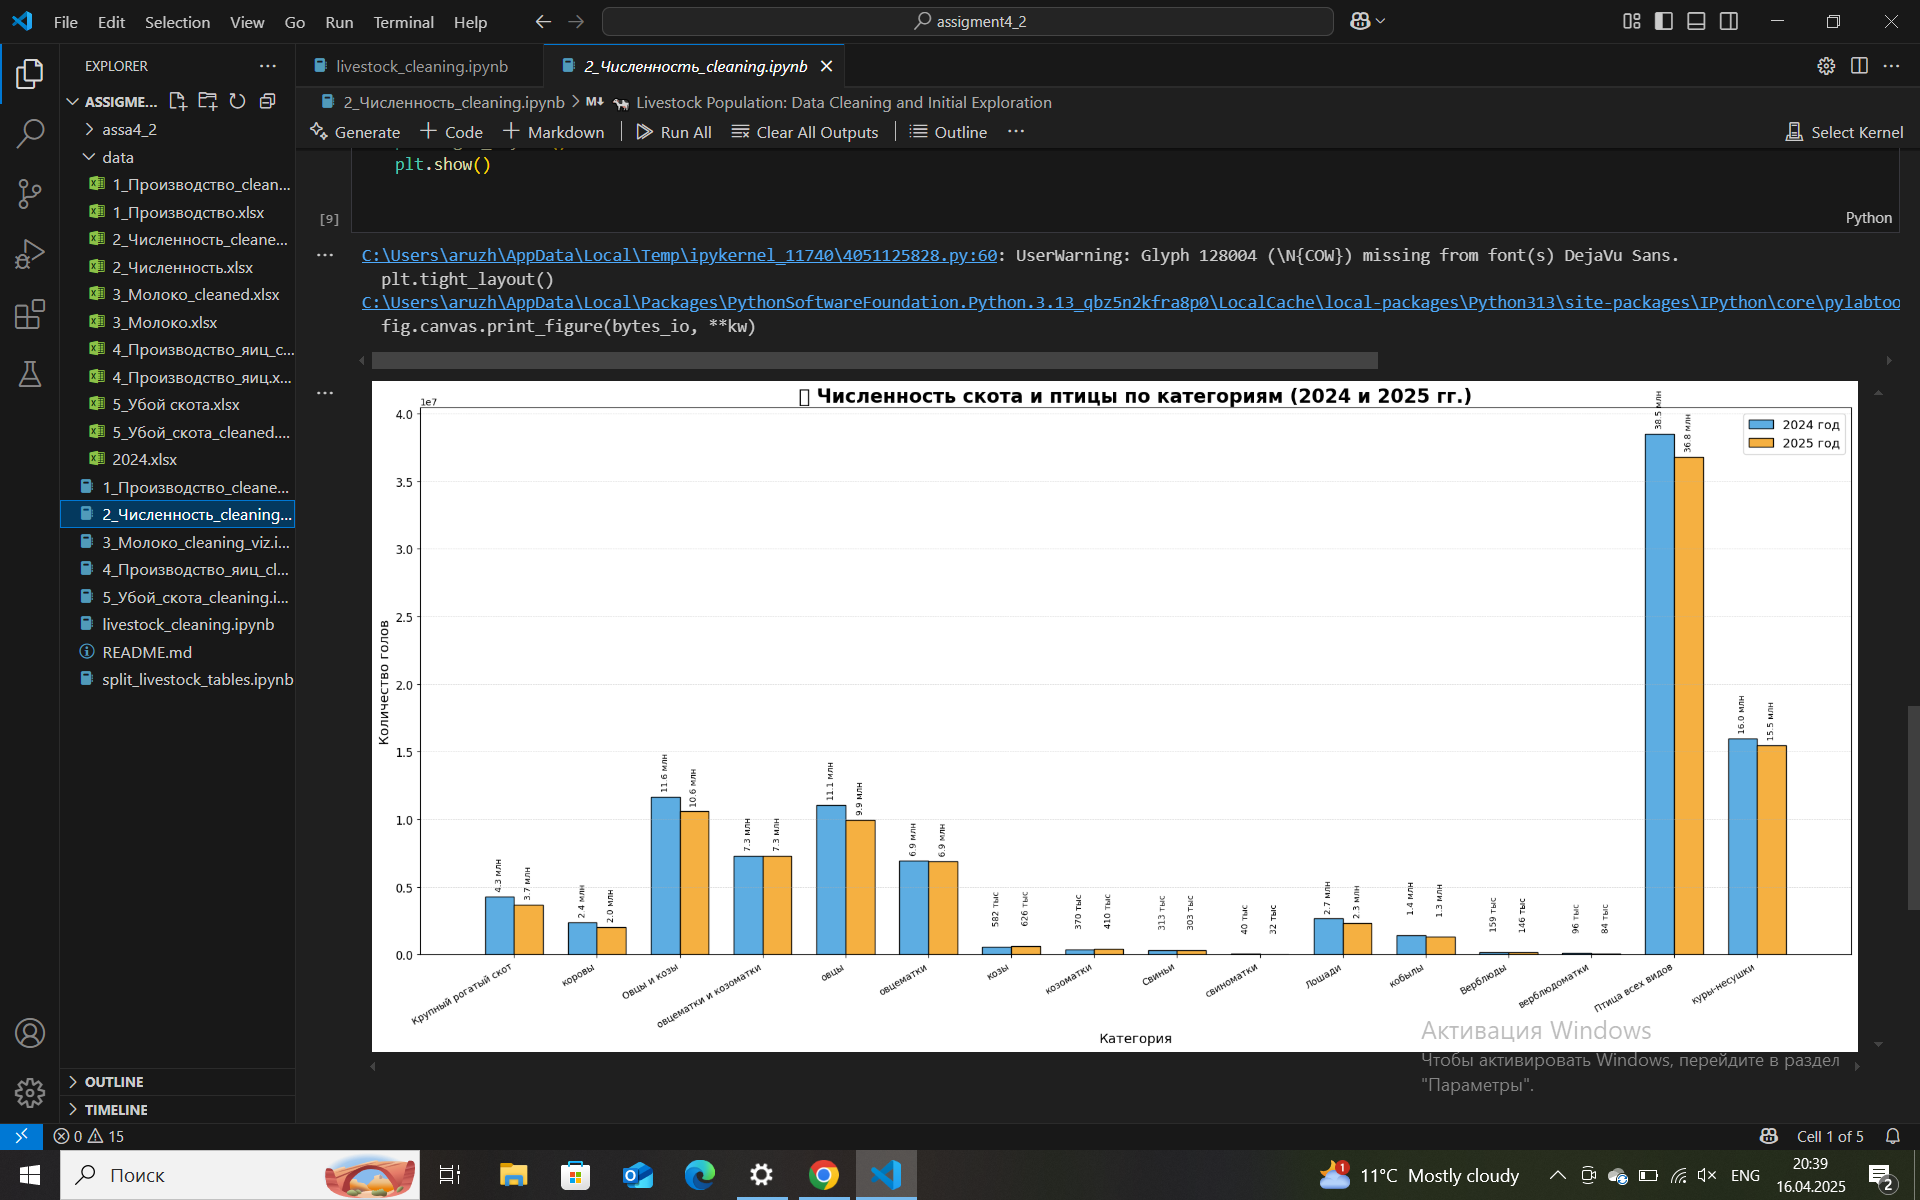 File Edit Selection View Go Run Terminal Help
assigment4_2
EXPLORER
ASSIGME...
assa4_2
data
1_Производство_clean...
1_Производство.xlsx
2_Численность_cleane...
2_Численность.xlsx
3_Молоко_cleaned.xlsx
3_Молоко.xlsx
4_Производство_яиц_c...
4_Производство_яиц.x...
5_Убой скота.xlsx
5_Убой_скота_cleaned....
2024.xlsx
1_Производство_cleane...
2_Численность_cleaning...
3_Молоко_cleaning_viz.i...
4_Производство_яиц_cl...
5_Убой_скота_cleaning.i...
livestock_cleaning.ipynb
README.md
split_livestock_tables.ipynb
OUTLINE
TIMELINE
livestock_cleaning.ipynb
2_Численность_cleaning.ipynb
2_Численность_cleaning.ipynb > M↓ Livestock Population: Data Cleaning and Initial Exploration
Generate + Code + Markdown Run All Clear All Outputs Outline ...
Select Kernel
plt.show()
[9]
Python
C:\Users\aruzh\AppData\Local\Temp\ipykernel_11740\4051125828.py:60: UserWarning: Glyph 128004 (\N{COW}) missing from font(s) DejaVu Sans.
plt.tight_layout()
C:\Users\aruzh\AppData\Local\Packages\PythonSoftwareFoundation.Python.3.13_qbz5n2kfra8p0\LocalCache\local-packages\Python313\site-packages\IPython\core\pylabtoo
fig.canvas.print_figure(bytes_io, **kw)
Численность скота и птицы по категориям (2024 и 2025 гг.)
1e7
4.0
3.5
3.0
2.5
2.0
1.5
1.0
0.5
0.0
Количество голов
2024 год
2025 год
4.3 млн
3.7 млн
2.4 млн
2.0 млн
11.6 млн
10.6 млн
7.3 млн
7.3 млн
11.1 млн
9.9 млн
6.9 млн
6.9 млн
582 тыс
626 тыс
370 тыс
410 тыс
313 тыс
303 тыс
40 тыс
32 тыс
2.7 млн
2.3 млн
1.4 млн
1.3 млн
159 тыс
146 тыс
96 тыс
84 тыс
38.5 млн
36.8 млн
16.0 млн
15.5 млн
Крупный рогатый скот
коровы
Овцы и козы
овцематки и козоматки
овцы
овцематки
козы
козоматки
Свиньи
свиноматки
Лошади
кобылы
Верблюды
верблюдоматки
Птица всех видов
куры-несушки
Категория
Активация Windows
Чтобы активировать Windows, перейдите в раздел
"Параметры".
0 15
Cell 1 of 5
Поиск
1
11°C Mostly cloudy
ENG
20:39
16.04.2025
2